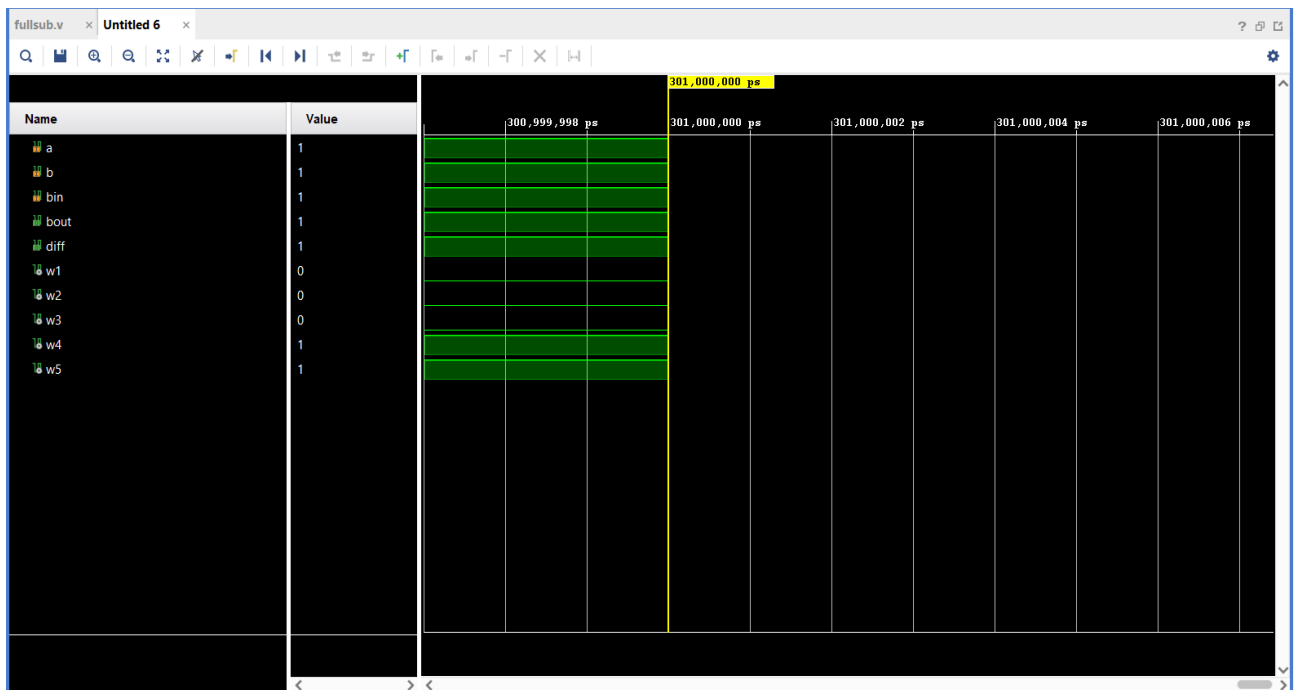 fullsub.v × Untitled 6 ×
?
301,000,000 ps
Name Value
300,999,998 ps 301,000,000 ps 301,000,002 ps 301,000,004 ps 301,000,006 ps
a 1
b 1
bin 1
bout 1
diff 1
w1 0
w2 0
w3 0
w4 1
w5 1